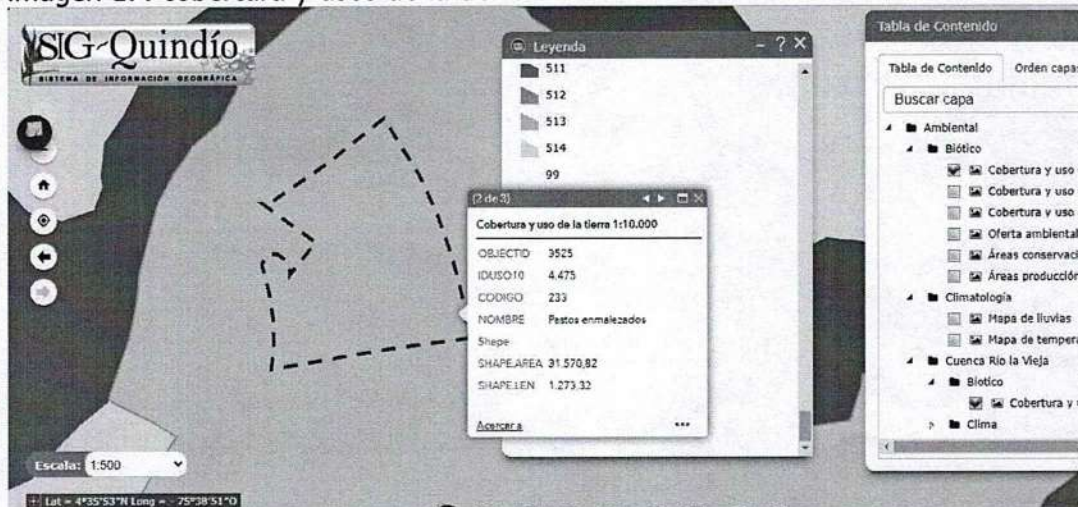 SIG-Quindío
SISTEMA DE INFORMACIÓN GEOGRÁFICA
Escala: 1:500
Lat = 4°35'53"N Long = - 75°38'51"O
Leyenda
511
512
513
514
99
(2 de 3)
Cobertura y uso de la tierra 1:10.000
OBJECTID 3525
IDUSO10 4.475
CODIGO 233
NOMBRE Pastos enmalezados
Shape
SHAPE.AREA 31.570,82
SHAPE.LEN 1.273,32
Acercar a
Tabla de Contenido
Tabla de Contenido Orden capas
Buscar capa
Ambiental
Biótico
Cobertura y uso
Cobertura y uso
Cobertura y uso
Oferta ambiental
Áreas conservaci
Áreas producción
Climatología
Mapa de lluvias
Mapa de tempera
Cuenca Río la Vieja
Biotico
Cobertura y u
Clima